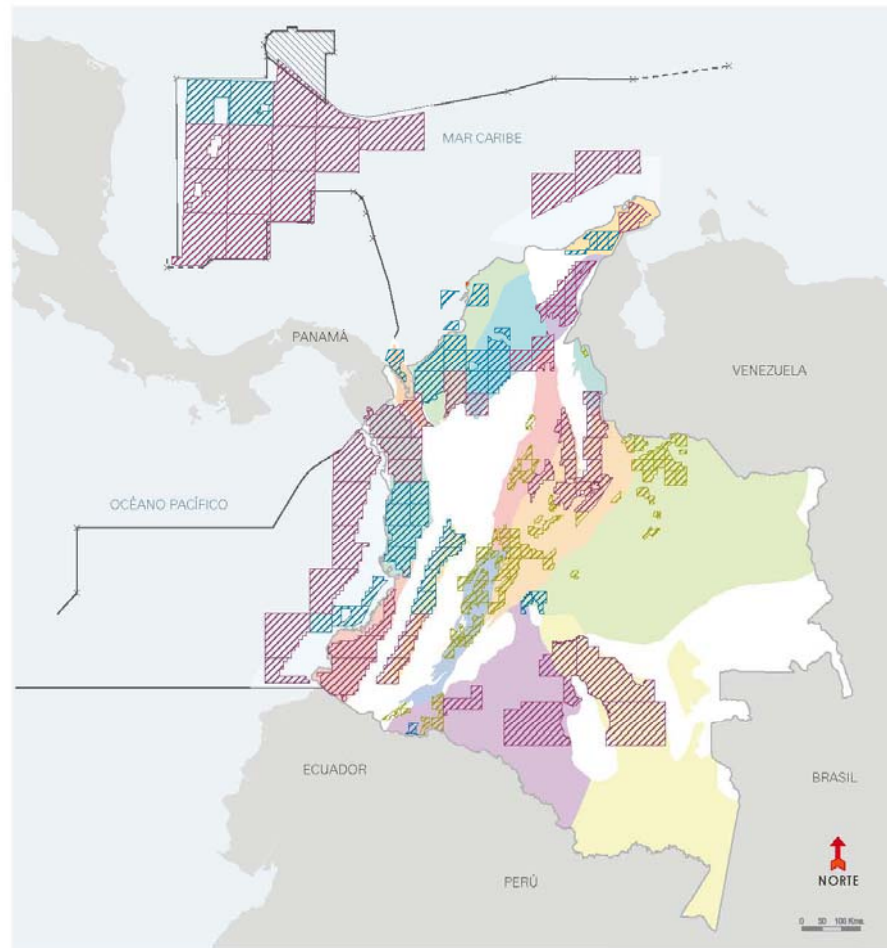 MAR CARIBE
PANAMÁ
VENEZUELA
OCÉANO PACÍFICO
ECUADOR
BRASIL
PERÚ
NORTE
0 50 100 Kms.